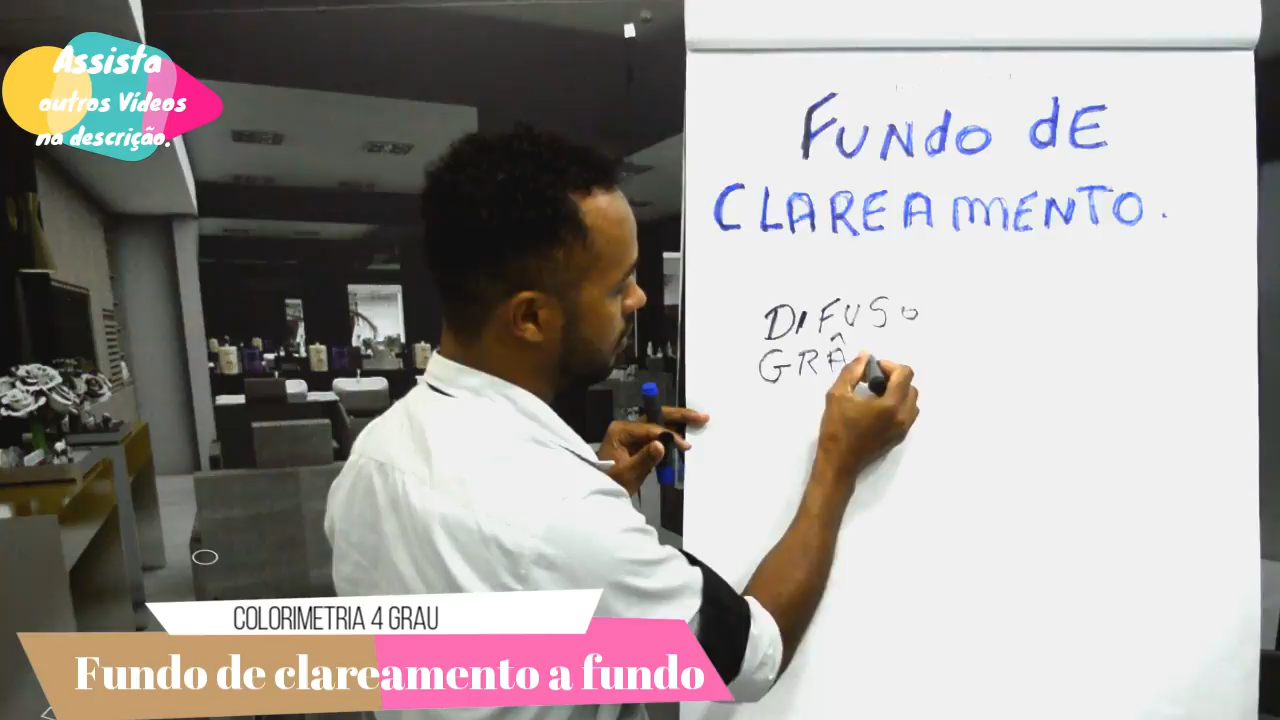 Assista
outros Vídeos
na descrição.
FUNDO dE
CLAREAMENTO.
DIFUSO
GRÂ
COLORIMETRIA 4 GRAU
Fundo de clareamento a fundo